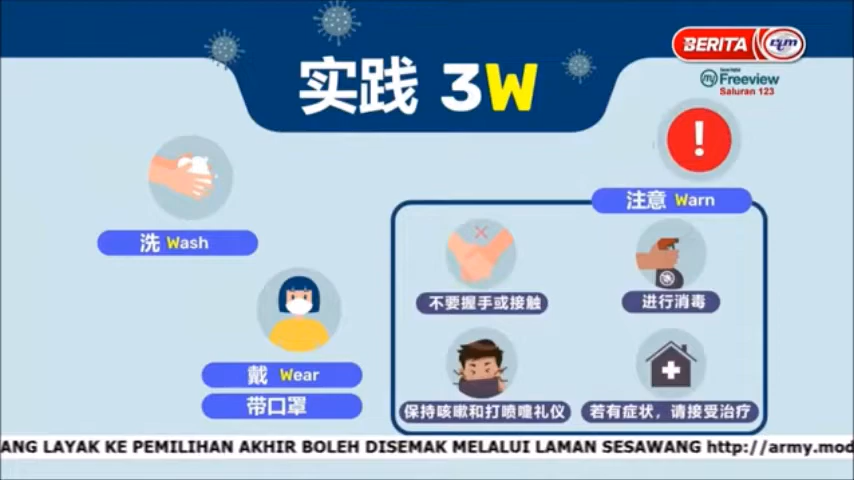 实践 3W
BERITA RTM
my Freeview
Saluran 123
洗 Wash
注意 Warn
不要握手或接触
进行消毒
戴 Wear
带口罩
保持咳嗽和打喷嚏礼仪
若有症状，请接受治疗
ANG LAYAK KE PEMILIHAN AKHIR BOLEH DISEMAK MELALUI LAMAN SESAWANG http://army.mod